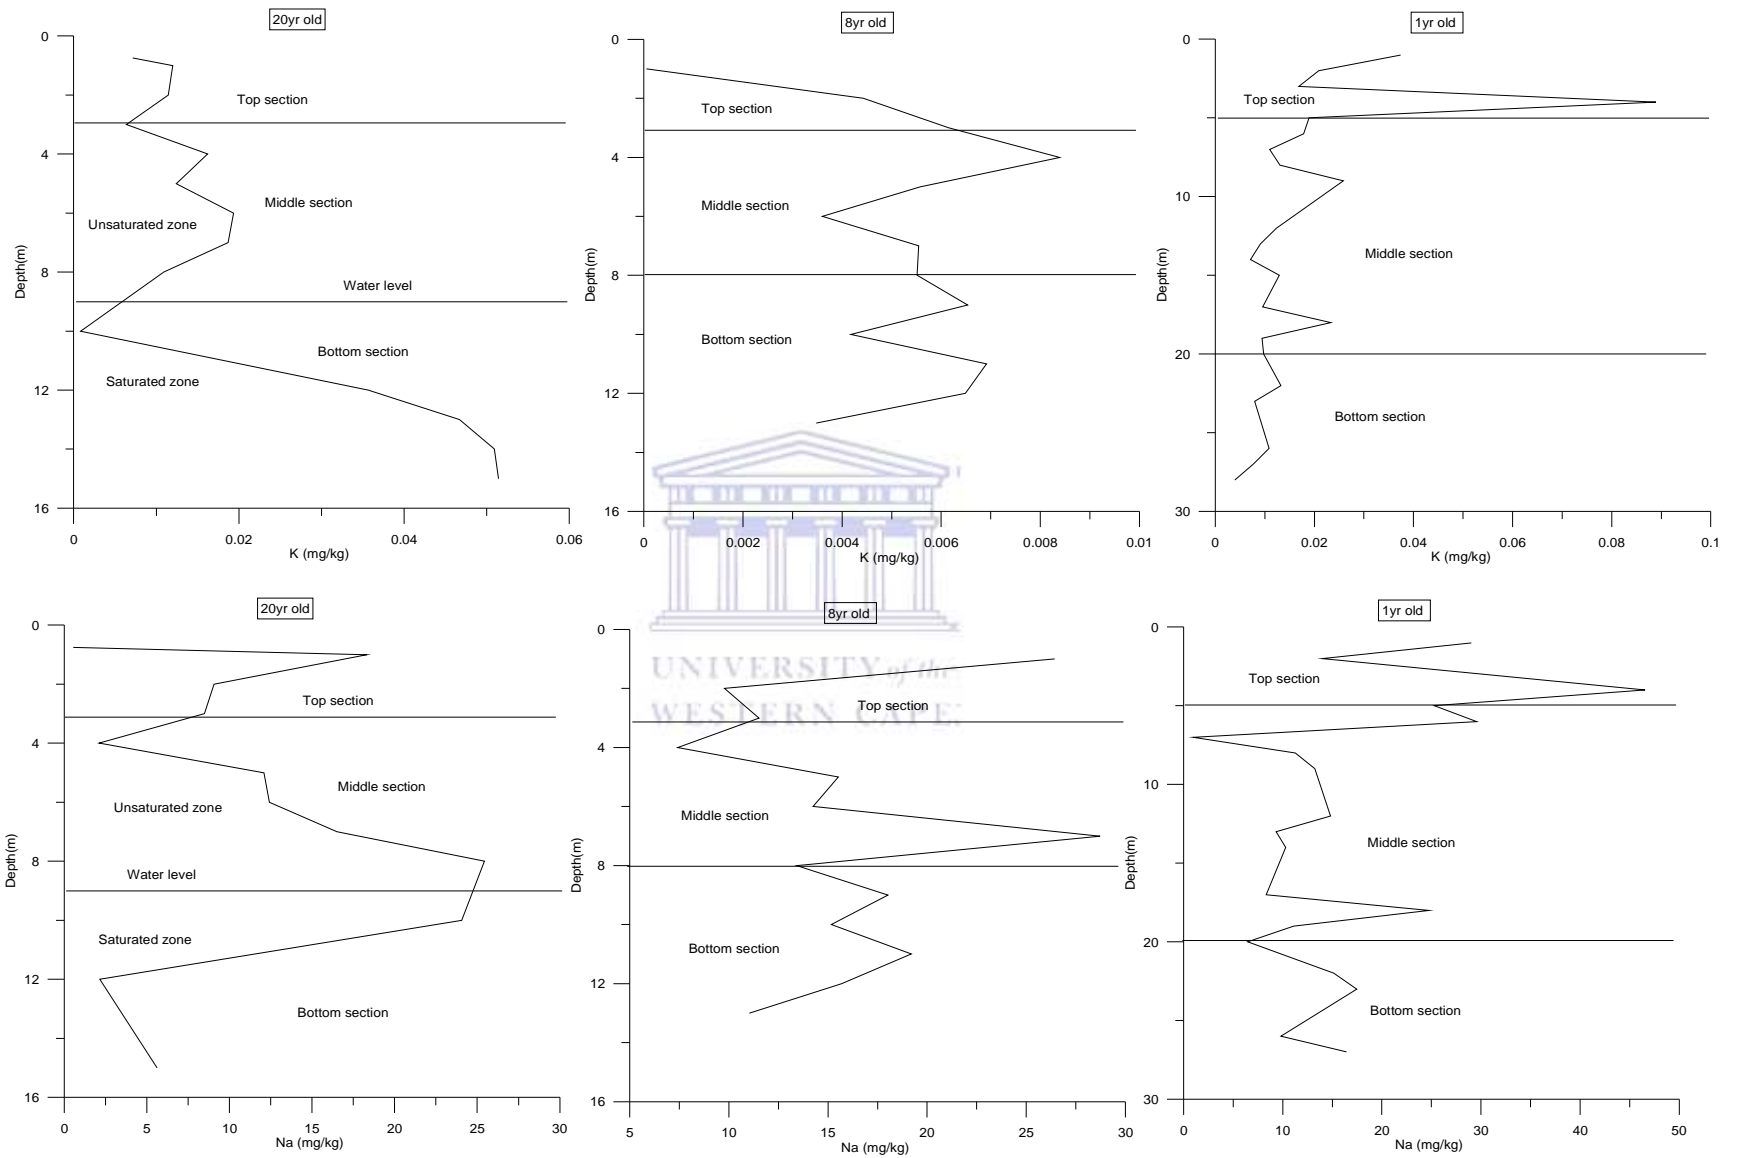 20yr old
0
4
8
12
16
Depth(m)
Top section
Middle section
Unsaturated zone
Water level
Bottom section
Saturated zone
0 0.02 0.04 0.06
K (mg/kg)
8yr old
0
4
8
12
16
Depth(m)
Top section
Middle section
Bottom section
0 0.002 0.004 0.006 0.008 0.01
K (mg/kg)
1yr old
0
10
20
30
Depth(m)
Top section
Middle section
Bottom section
0 0.02 0.04 0.06 0.08 0.1
K (mg/kg)
20yr old
0
4
8
12
16
Depth(m)
Top section
Middle section
Unsaturated zone
Water level
Saturated zone
Bottom section
0 5 10 15 20 25 30
Na (mg/kg)
8yr old
0
4
8
12
16
Depth(m)
UNIVERSITY of the
WESTERN CAPE
Top section
Middle section
Bottom section
5 10 15 20 25 30
Na (mg/kg)
1yr old
0
10
20
30
Depth(m)
Top section
Middle section
Bottom section
0 10 20 30 40 50
Na (mg/kg)